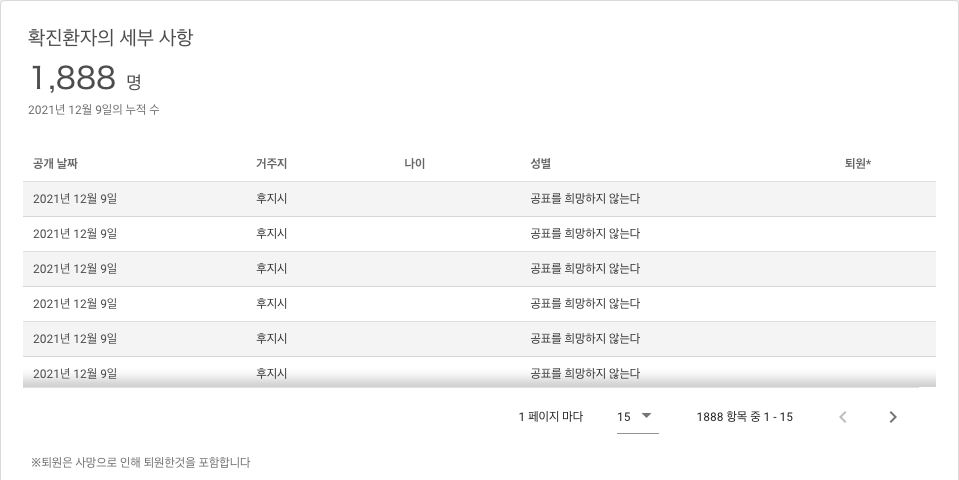 확진환자의 세부 사항
1,888 명
2021년 12월 9일의 누적 수
공개 날짜 거주지 나이 성별 퇴원*
2021년 12월 9일 후지시 공표를 희망하지 않는다
2021년 12월 9일 후지시 공표를 희망하지 않는다
2021년 12월 9일 후지시 공표를 희망하지 않는다
2021년 12월 9일 후지시 공표를 희망하지 않는다
2021년 12월 9일 후지시 공표를 희망하지 않는다
2021년 12월 9일 후지시 공표를 희망하지 않는다
1 페이지 마다 15 1888 항목 중 1 - 15
※퇴원은 사망으로 인해 퇴원한것을 포함합니다